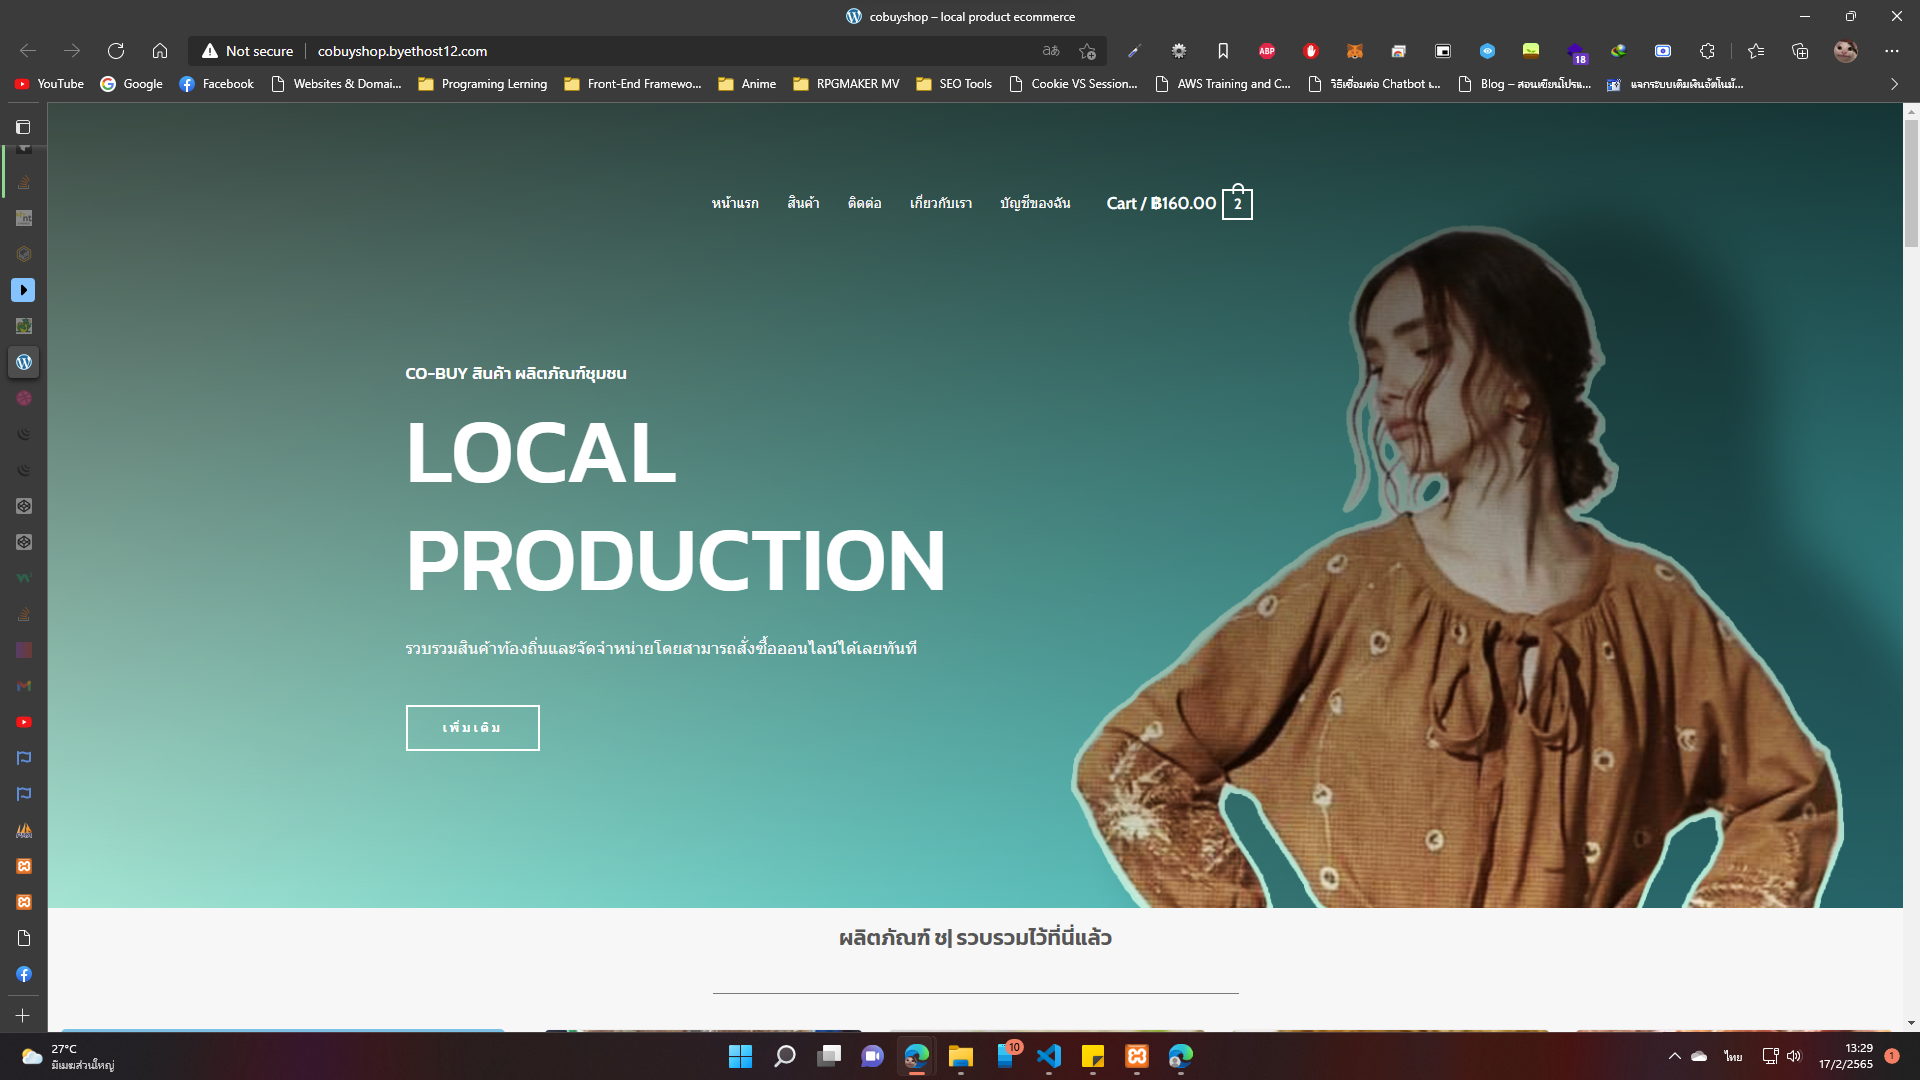 cobuyshop – local product ecommerce
Not secure
cobuyshop.byethost12.com
ABP
18
YouTube
Google
Facebook
Websites & Domai...
Programing Lerning
Front-End Framewo...
Anime
RPGMAKER MV
SEO Tools
Cookie VS Session...
AWS Training and C...
วิธีเชื่อมต่อ Chatbot เ...
Blog – สอนเขียนโปรแ...
แจกระบบเติมเงินอัตโนมั...
หน้าแรก
สินค้า
ติดต่อ
เกี่ยวกับเรา
บัญชีของฉัน
Cart / ฿160.00
2
CO-BUY สินค้า ผลิตภัณฑ์ชุมชน
LOCAL
PRODUCTION
รวบรวมสินค้าท้องถิ่นและจัดจำหน่ายโดยสามารถสั่งซื้อออนไลน์ได้เลยทันที
เพิ่มเติม
ผลิตภัณฑ์ ช| รวบรวมไว้ที่นี่แล้ว
27°C
มีเมฆส่วนใหญ่
10
ไทย
13:29
17/2/2565
1